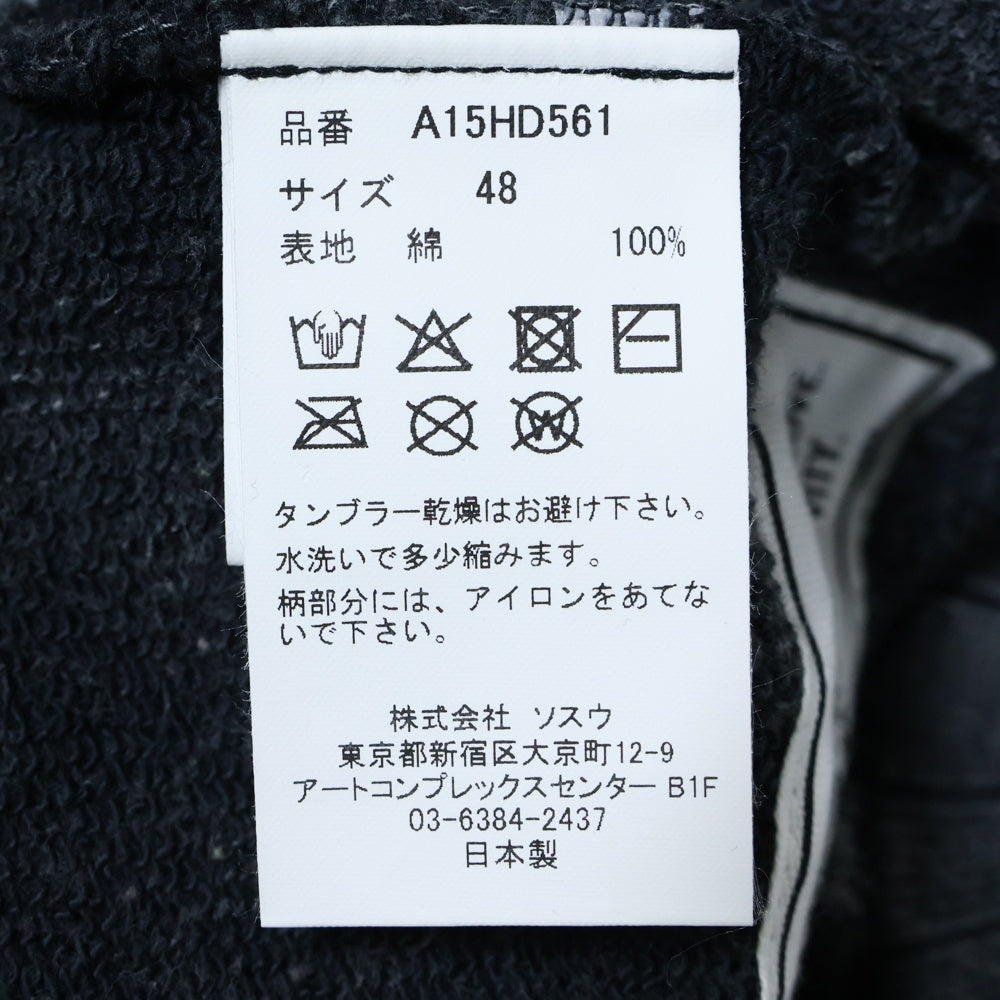 品番 A15HD561
サイズ 48
表地 綿 100%
W
タンブラー乾燥はお避け下さい。
水洗いで多少縮みます。
柄部分には、アイロンをあてな
いで下さい。
株式会社 ソスウ
東京都新宿区大京町12-9
アートコンプレックスセンター B1F
03-6384-2437
日本製